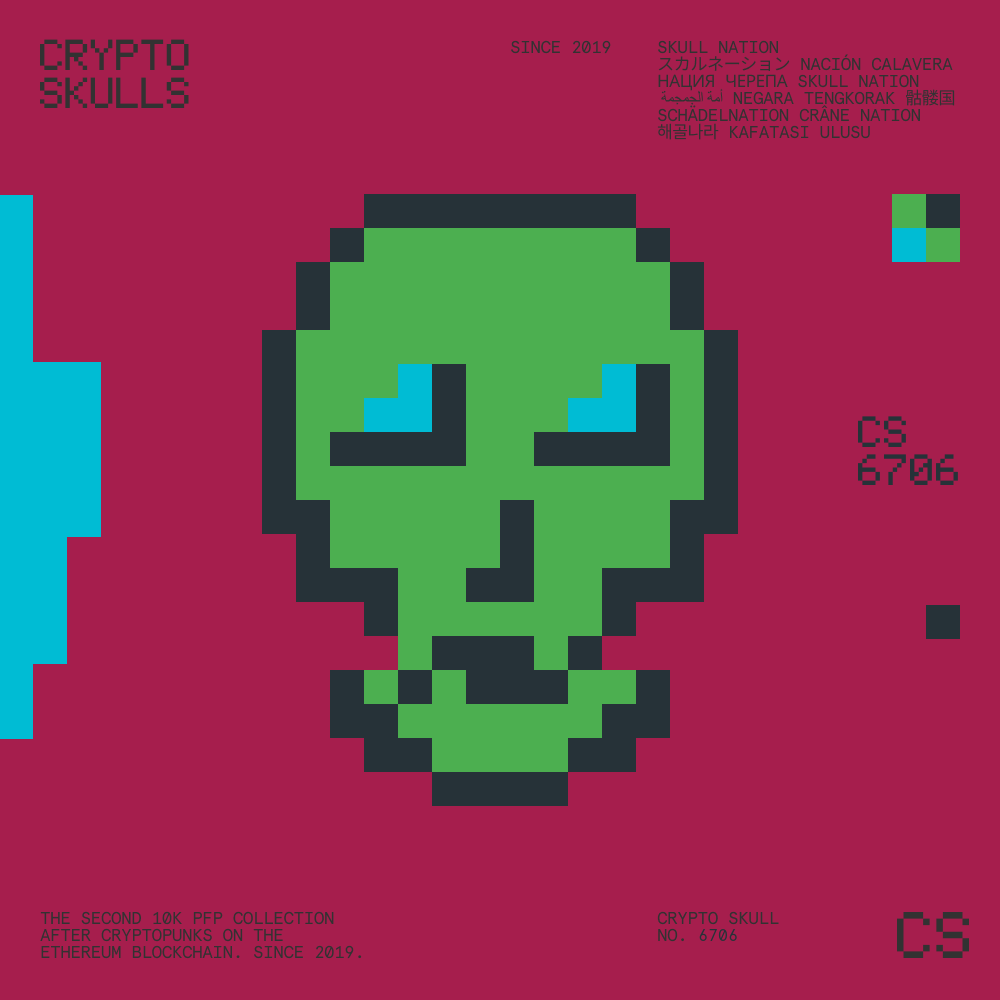 CRYPTO
SKULLS
SINCE 2019
SKULL NATION
スカルネーション NACIÓN CALAVERA
НАЦИЯ ЧЕРЕПА SKULL NATION
أمة الجمجمة NEGARA TENGKORAK 骷髅国
SCHÄDELNATION CRÂNE NATION
해골나라 KAFATASI ULUSU
CS
6706
THE SECOND 10K PFP COLLECTION
AFTER CRYPTOPUNKS ON THE
ETHEREUM BLOCKCHAIN. SINCE 2019.
CRYPTO SKULL
NO. 6706
CS